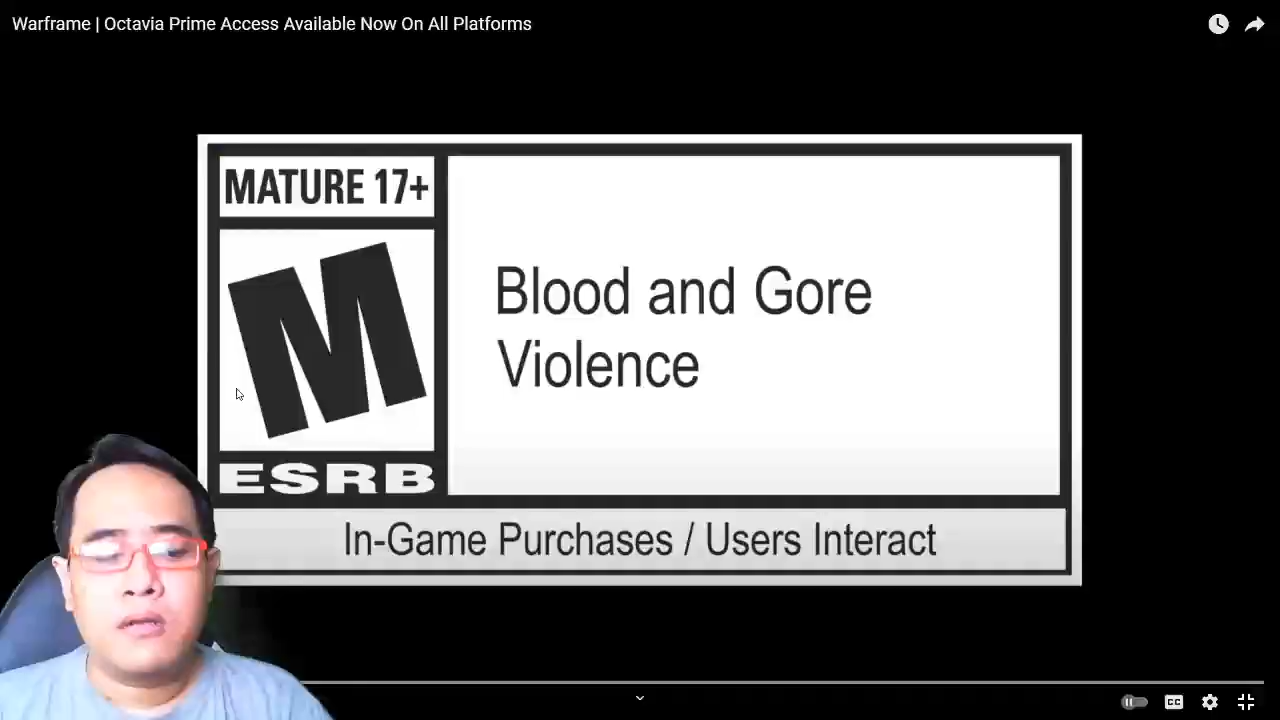 Warframe | Octavia Prime Access Available Now On All Platforms
MATURE 17+
M
ESRB
Blood and Gore
Violence
In-Game Purchases / Users Interact
CC